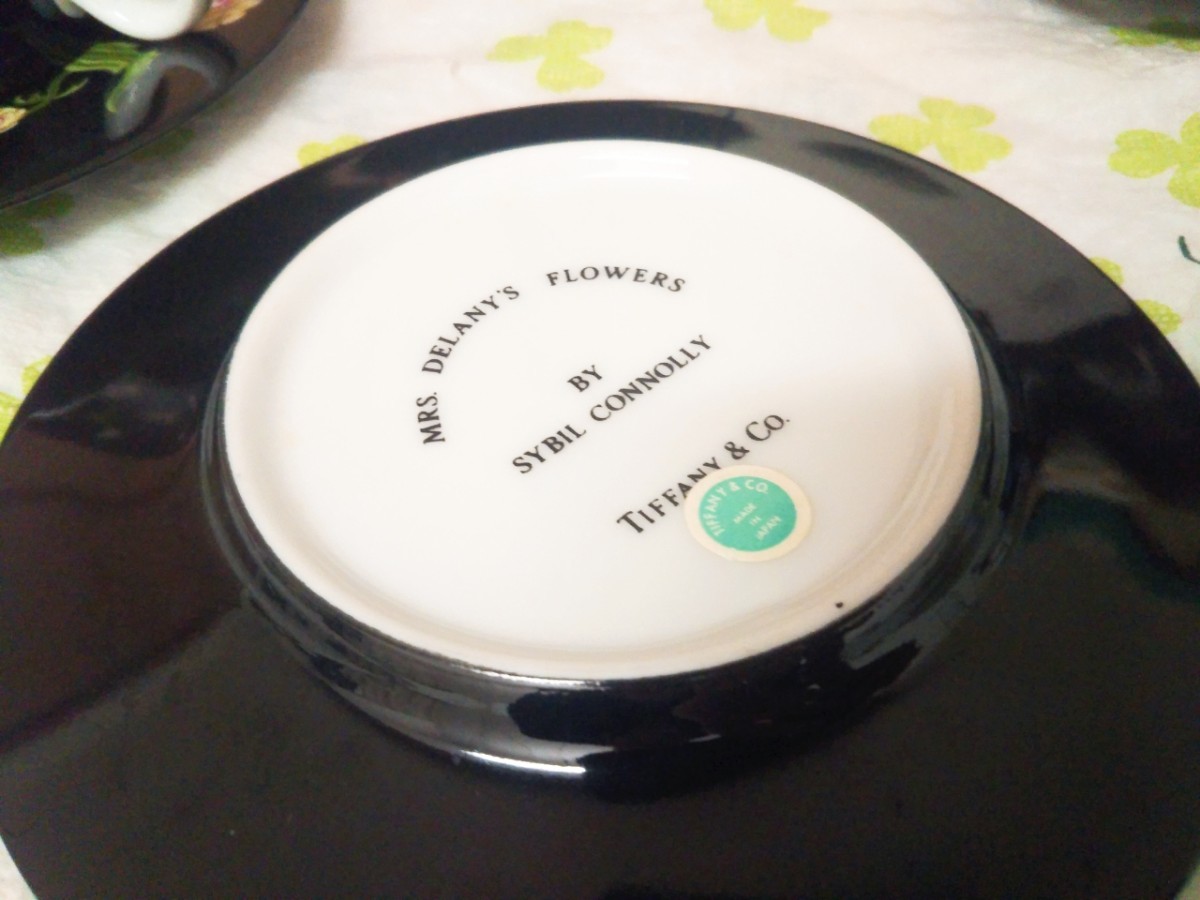 MRS. DELANY'S FLOWERS
BY
SYBIL CONNOLLY
TIFFANY & CO.
TIFFANY & CO.
MADE
IN
JAPAN